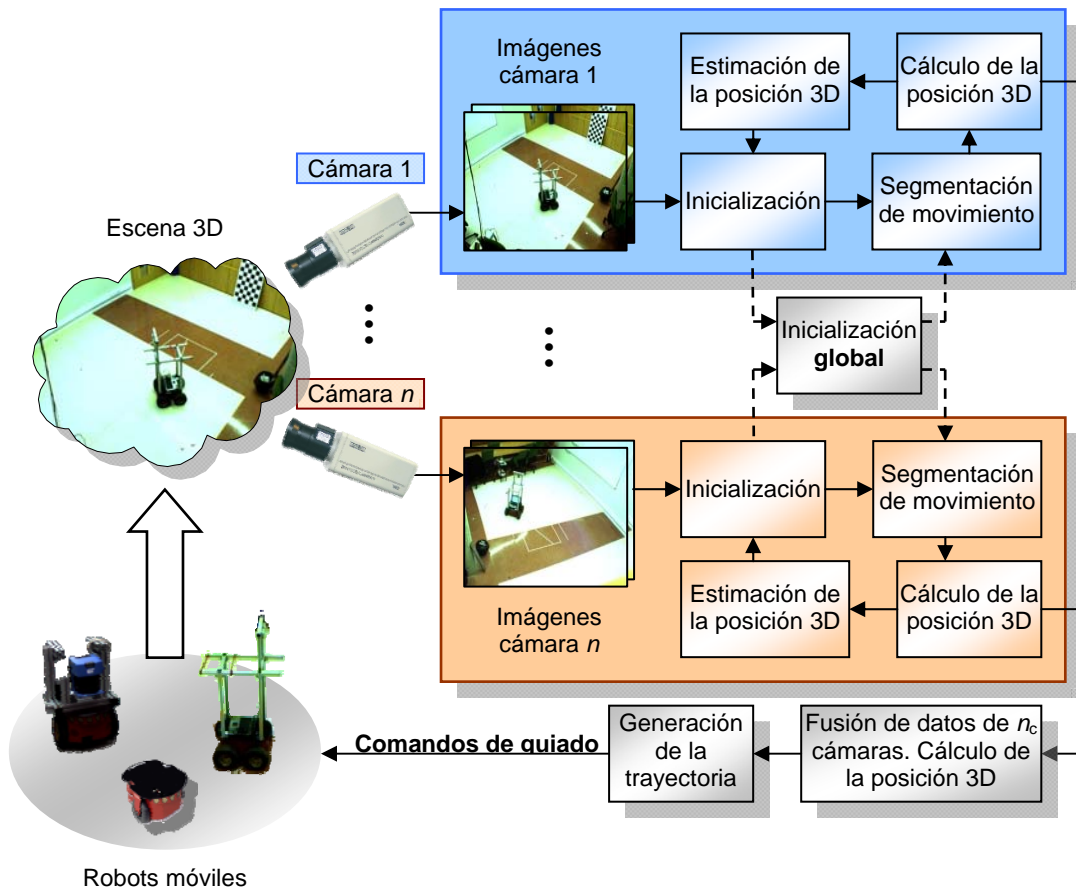 Imágenes
cámara 1
Estimación de
la posición 3D
Cálculo de la
posición 3D
Cámara 1
Inicialización
Segmentación
de movimiento
Escena 3D
Inicialización
global
Cámara n
Inicialización
Segmentación
de movimiento
Imágenes
cámara n
Estimación de
la posición 3D
Cálculo de la
posición 3D
Comandos de guiado
Generación
de la
trayectoria
Fusión de datos de nc
cámaras. Cálculo de
la posición 3D
Robots móviles